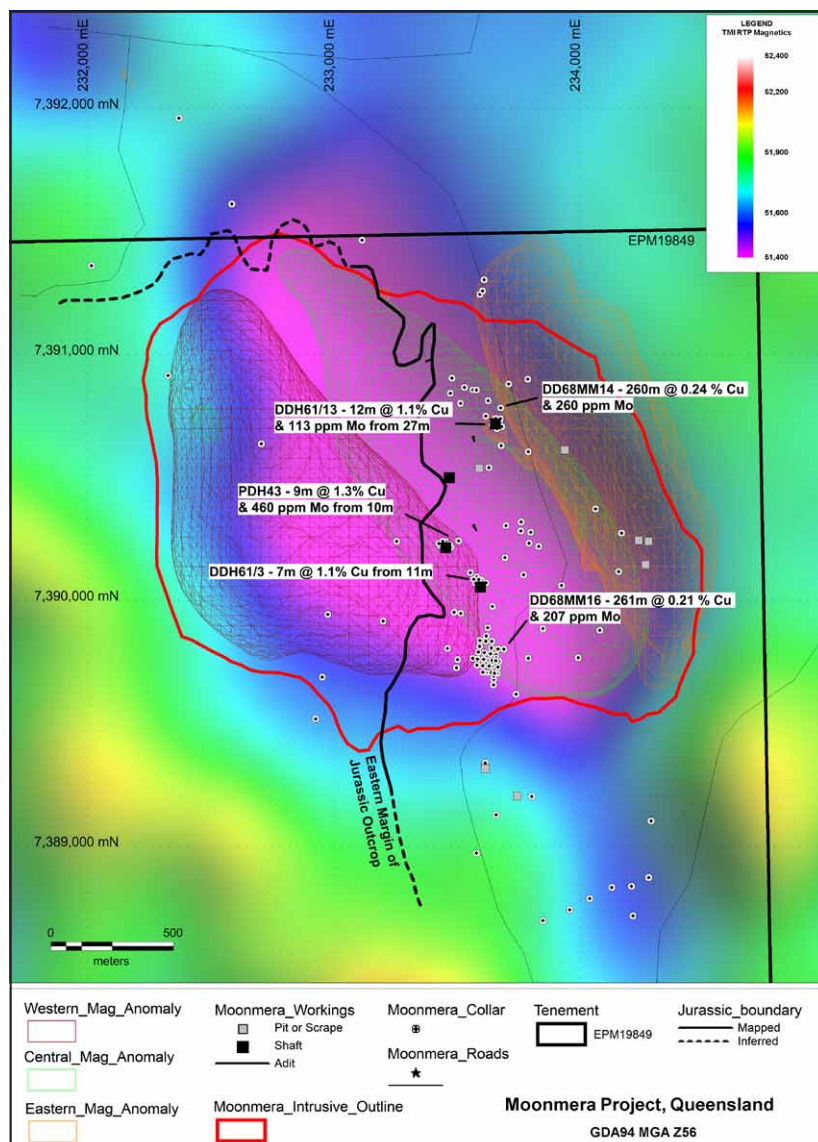 232,000 mE
233,000 mE
234,000 mE
LEGEND
TMI RTP Magnetics
52,400
52,200
51,900
51,600
51,400
7,392,000 mN
EPM19849
7,391,000 mN
DD68MM14 - 260m @ 0.24 % Cu
& 260 ppm Mo
DDH61/13 - 12m @ 1.1% Cu
& 113 ppm Mo from 27m
PDH43 - 9m @ 1.3% Cu
& 460 ppm Mo from 10m
DDH61/3 - 7m @ 1.1% Cu from 11m
7,390,000 mN
DD68MM16 - 261m @ 0.21 % Cu
& 207 ppm Mo
Eastern Margin of
Jurassic Outcrop
7,389,000 mN
0
500
meters
Western_Mag_Anomaly
Central_Mag_Anomaly
Eastern_Mag_Anomaly
Moonmera_Workings
Pit or Scrape
Shaft
Adit
Moonmera_Intrusive_Outline
Moonmera_Collar
Moonmera_Roads
Tenement
EPM19849
Jurassic_boundary
Mapped
Inferred
Moonmera Project, Queensland
GDA94 MGA Z56